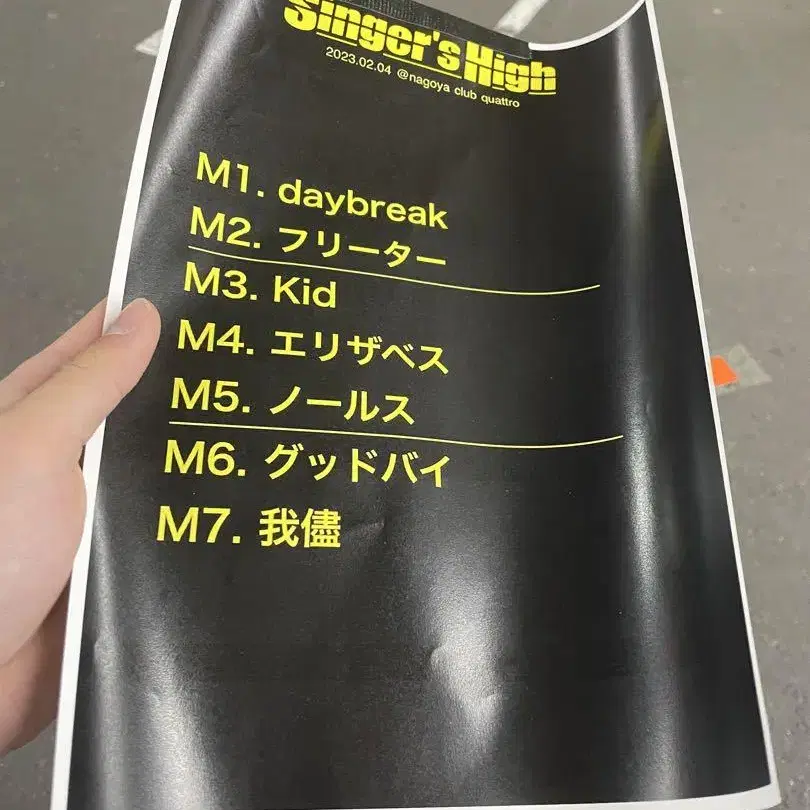 Singer's High
2023.02.04 @nagoya club quattro
M1. daybreak
M2. フリーター
M3. Kid
M4. エリザベス
M5. ノールス
M6. グッドバイ
M7. 我儘